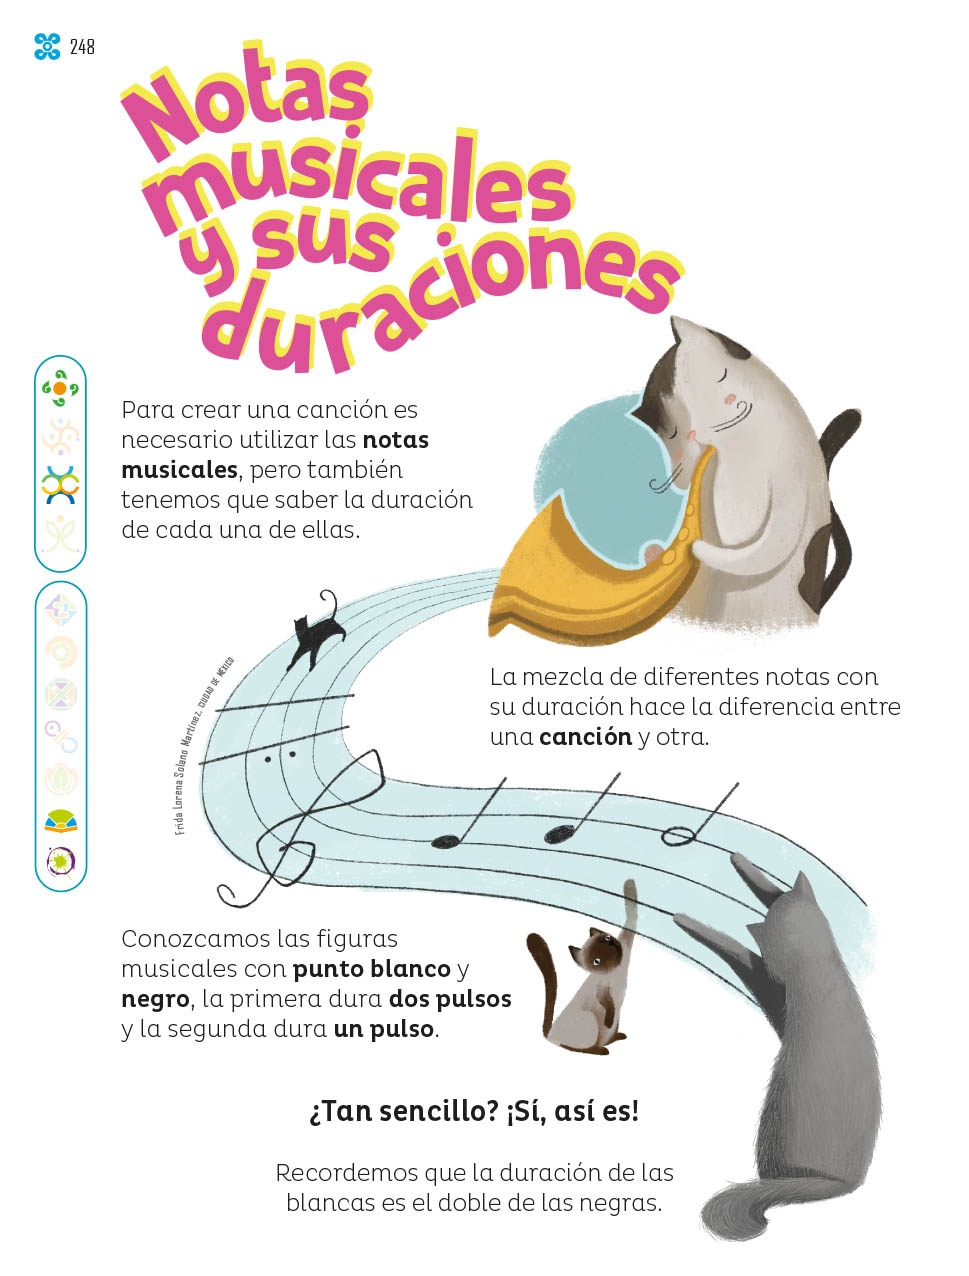 248
Notas
musicales
y sus
duraciones
Para crear una canción es
necesario utilizar las notas
musicales, pero también
tenemos que saber la duración
de cada una de ellas.
Frida Lorena Solano Martínez, CIUDAD DE MÉXICO
La mezcla de diferentes notas con
su duración hace la diferencia entre
una canción y otra.
Conozcamos las figuras
musicales con punto blanco y
negro, la primera dura dos pulsos
y la segunda dura un pulso.
¿Tan sencillo? ¡Sí, así es!
Recordemos que la duración de las
blancas es el doble de las negras.